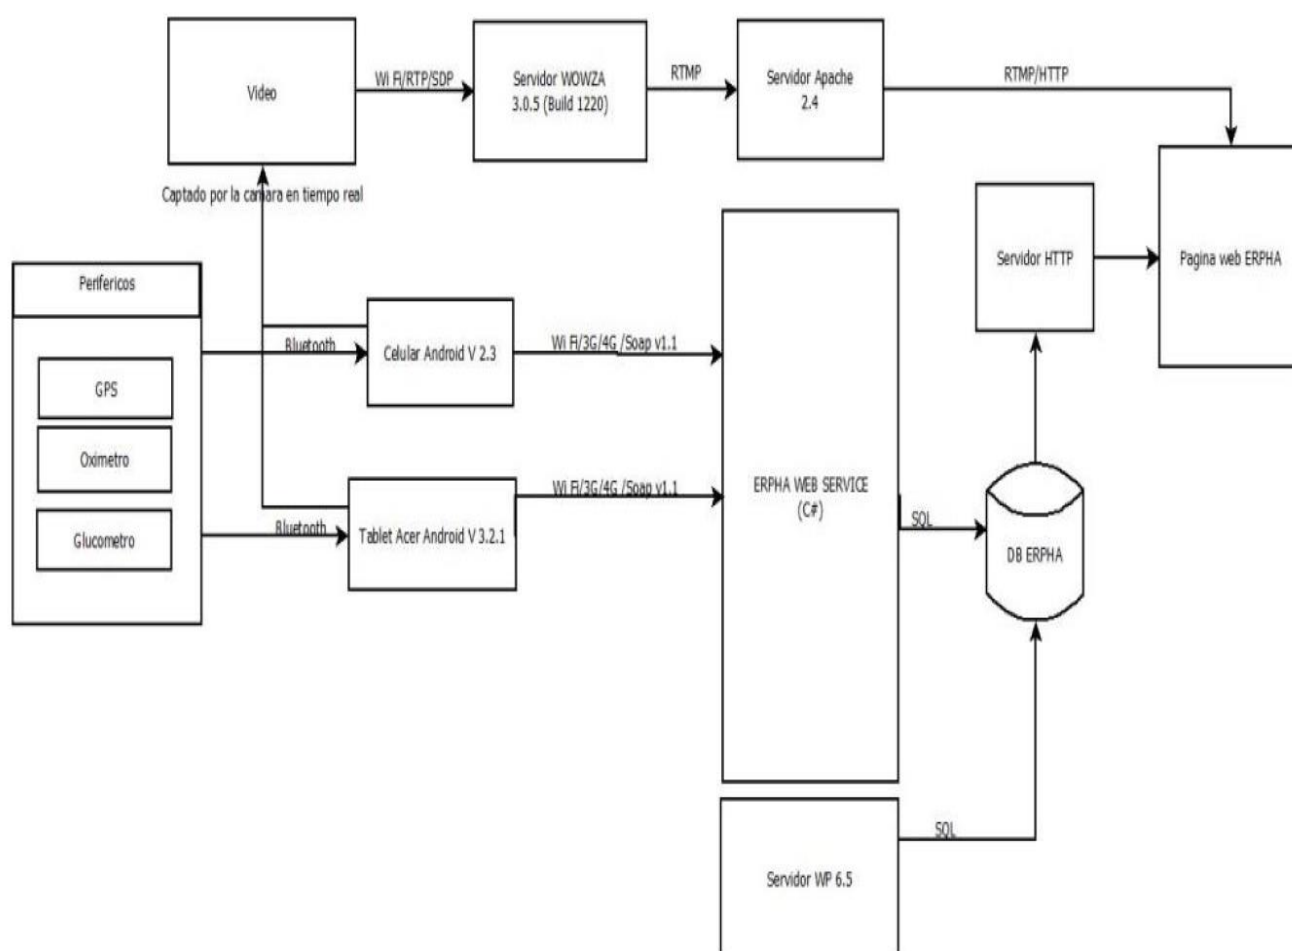 Video
Wi Fi/RTP/SDP
Servidor WOWZA
3.0.5 (Build 1220)
RTMP
Servidor Apache
2.4
RTMP/HTTP
Captado por la camara en tiempo real
Servidor HTTP
Pagina web ERPHA
Perifericos
GPS
Oximetro
Glucometro
Bluetooth
Celular Android V 2.3
Wi Fi/3G/4G /Soap v1.1
Bluetooth
Tablet Acer Android V 3.2.1
Wi Fi/3G/4G /Soap v1.1
ERPHA WEB SERVICE
(C#)
SQL
DB ERPHA
SQL
Servidor WP 6.5